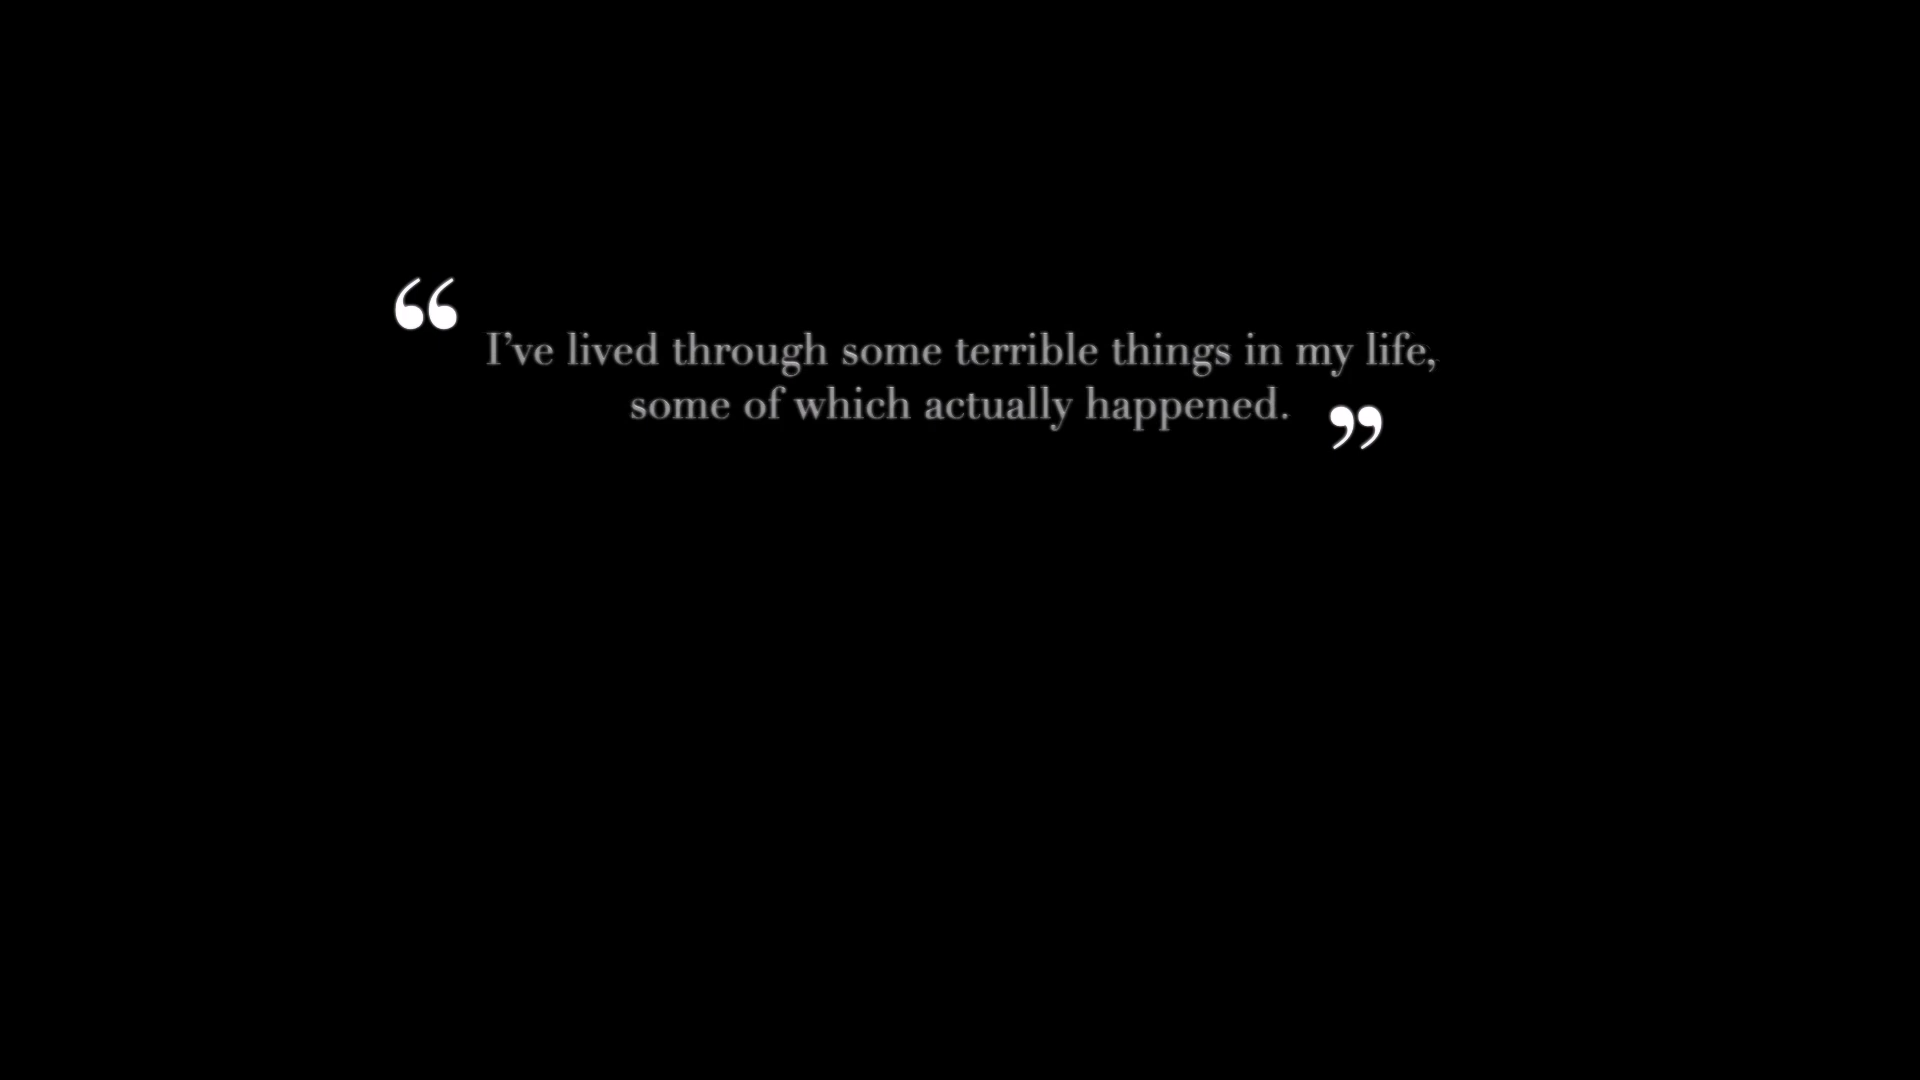 “I’ve lived through some terrible things in my life,
some of which actually happened.”